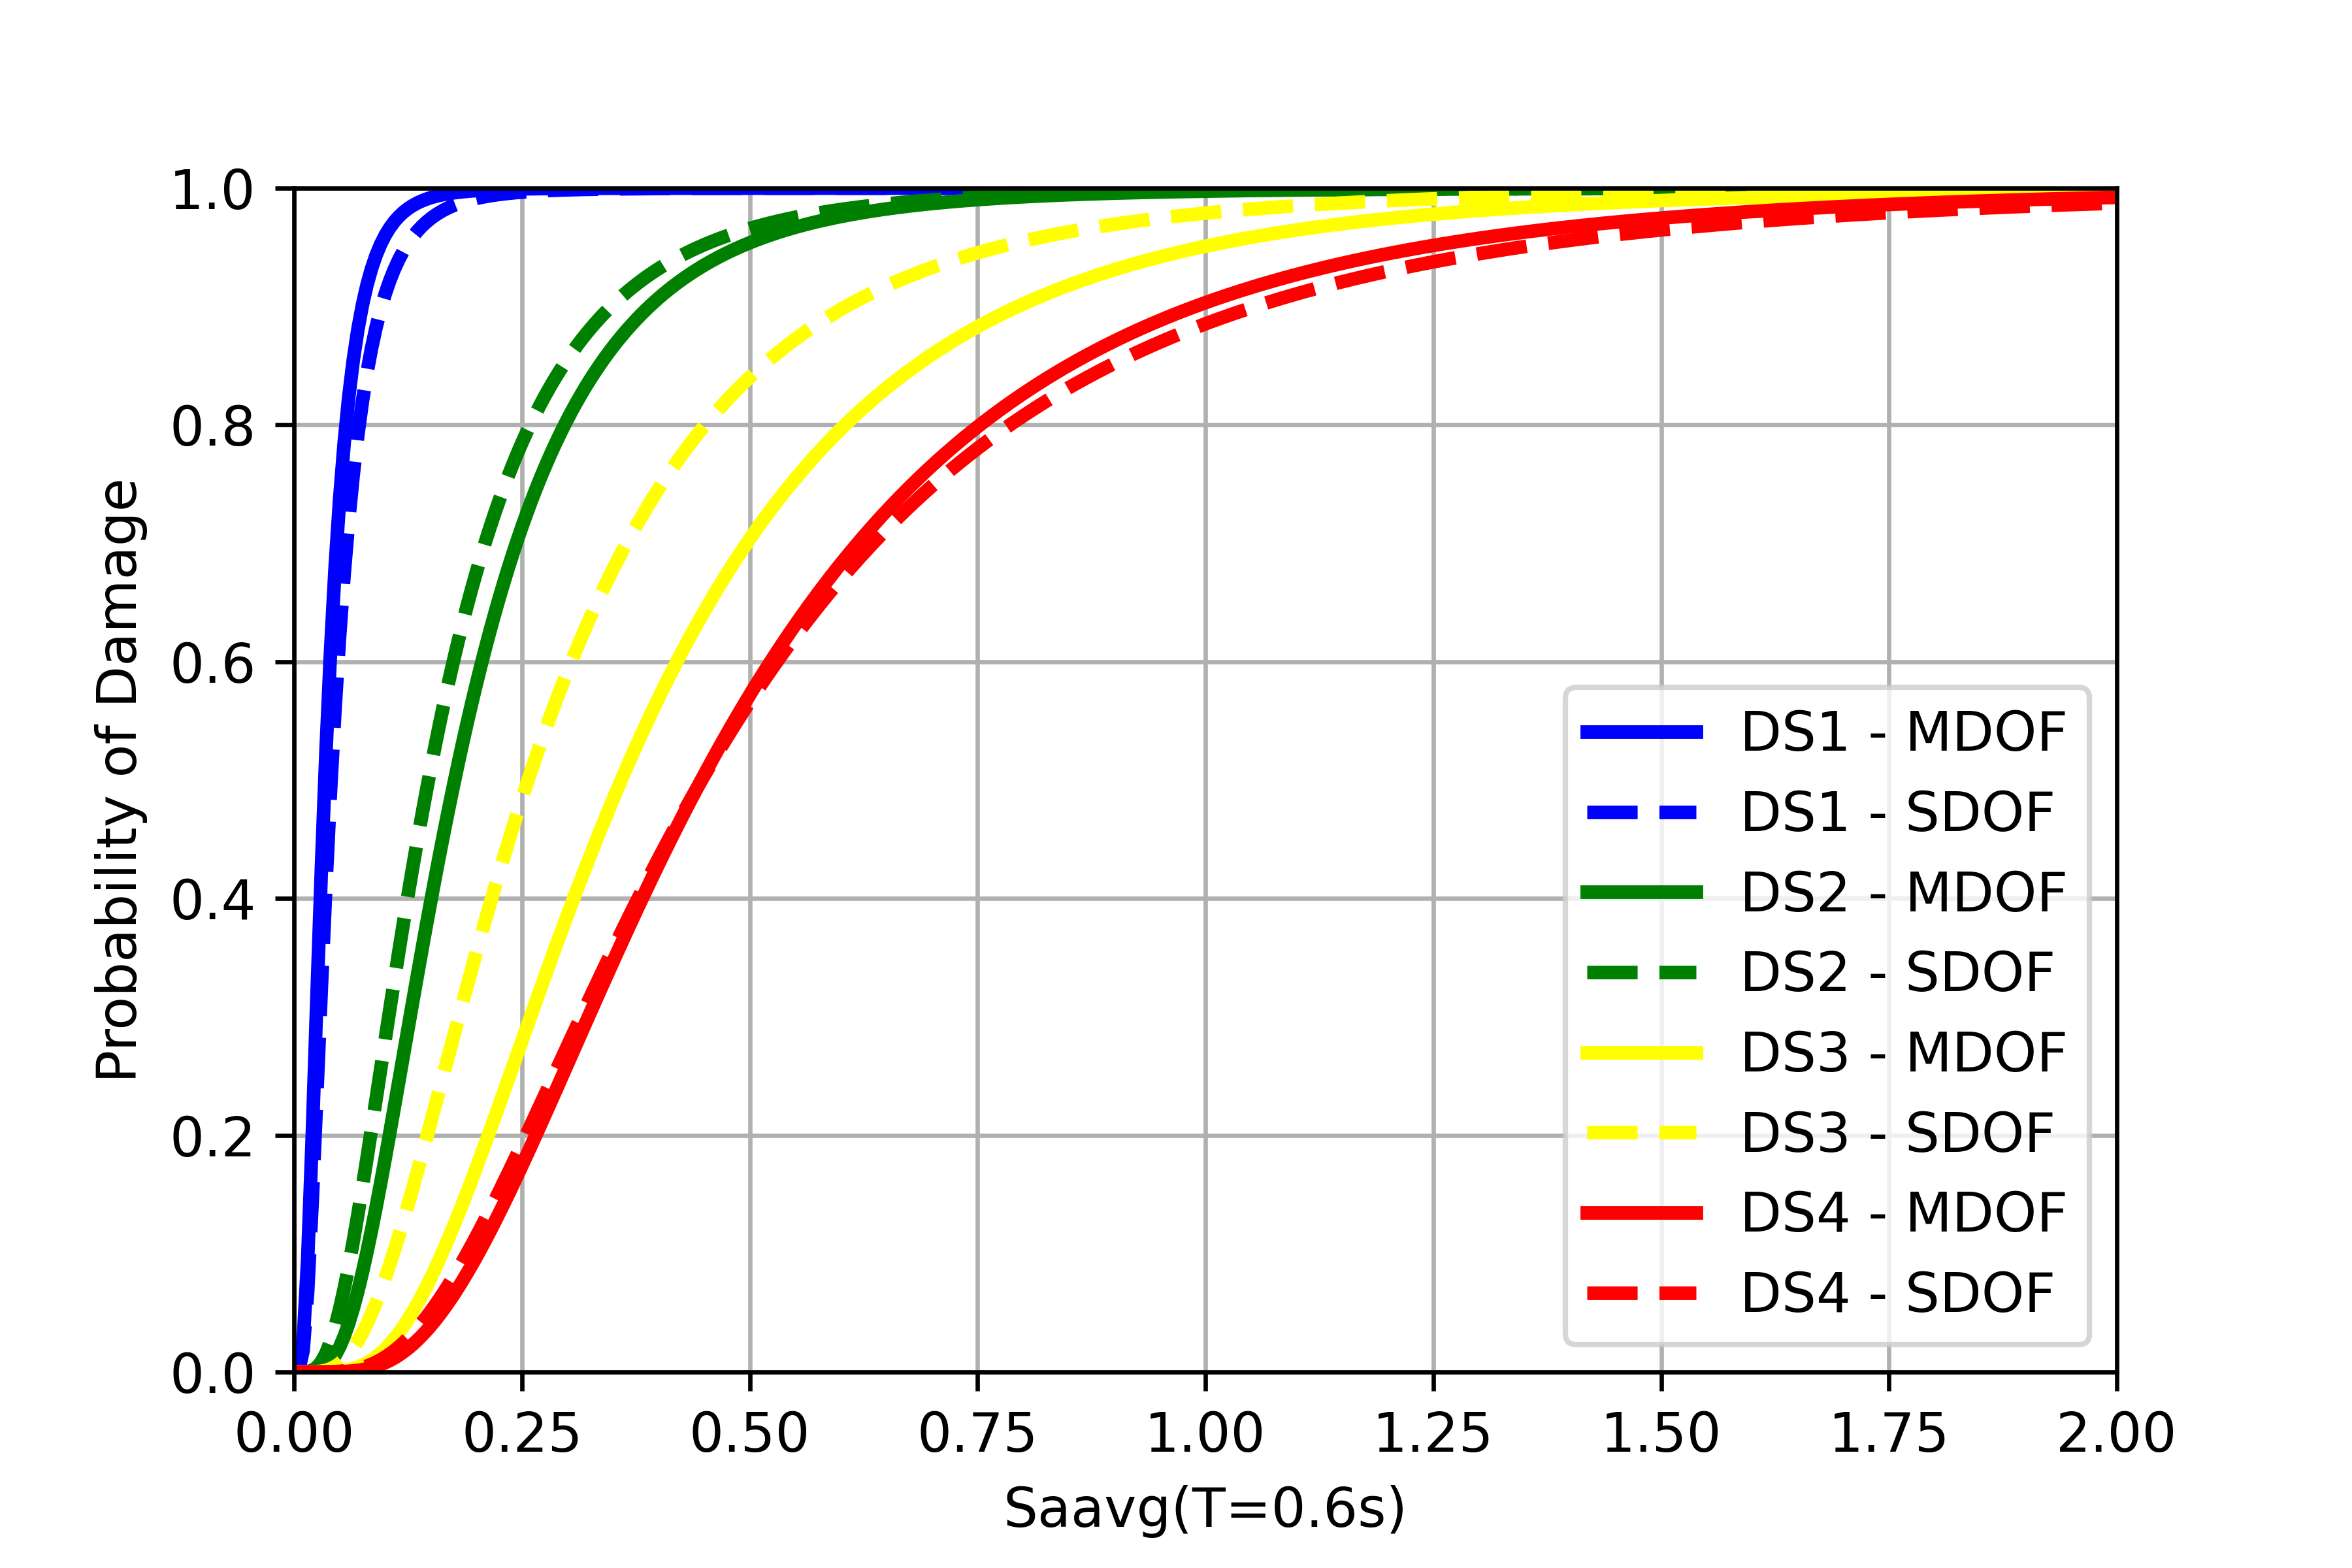 1.0
0.8
0.6
0.4
0.2
0.0
Probability of Damage
0.00 0.25 0.50 0.75 1.00 1.25 1.50 1.75 2.00
Saavg(T=0.6s)
DS1 - MDOF
DS1 - SDOF
DS2 - MDOF
DS2 - SDOF
DS3 - MDOF
DS3 - SDOF
DS4 - MDOF
DS4 - SDOF